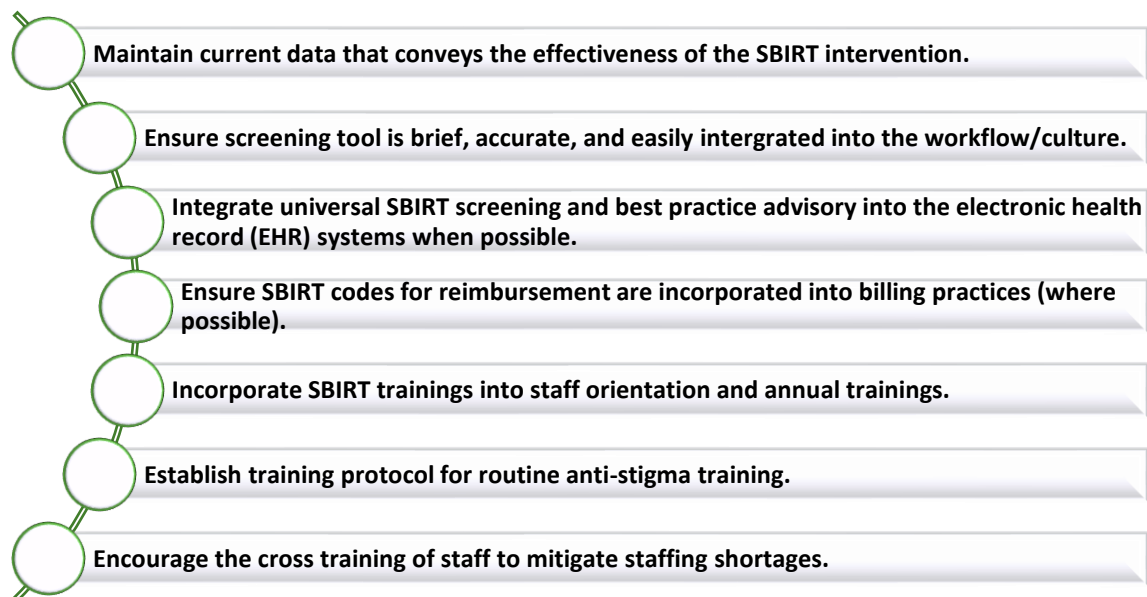 Maintain current data that conveys the effectiveness of the SBIRT intervention.
Ensure screening tool is brief, accurate, and easily intergrated into the workflow/culture.
Integrate universal SBIRT screening and best practice advisory into the electronic health
record (EHR) systems when possible.
Ensure SBIRT codes for reimbursement are incorporated into billing practices (where
possible).
Incorporate SBIRT trainings into staff orientation and annual trainings.
Establish training protocol for routine anti-stigma training.
Encourage the cross training of staff to mitigate staffing shortages.